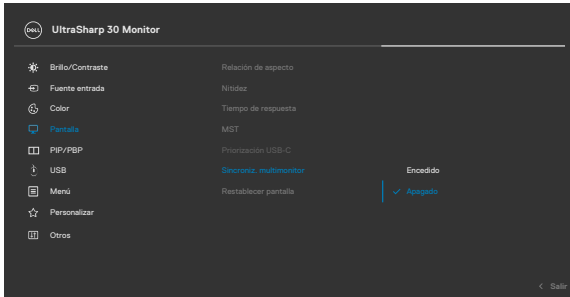 DELL
UltraSharp 30 Monitor
Brillo/Contraste
Relación de aspecto
Fuente entrada
Nitidez
Color
Tiempo de respuesta
Pantalla
MST
PIP/PBP
Priorización USB-C
USB
Sincroniz. multimonitor
Encedido
Menú
Restablecer pantalla
Apagado
Personalizar
Otros
Salir